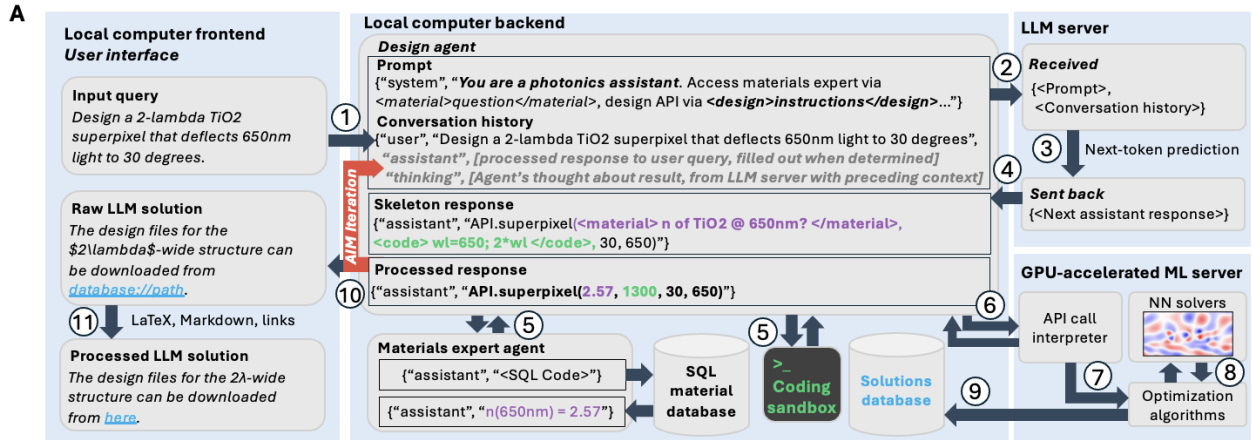 A
Local computer frontend
User interface
Input query
Design a 2-lambda TiO2
superpixel that deflects 650nm
light to 30 degrees.
Raw LLM solution
The design files for the
$2\lambda$-wide
structure can
be downloaded from
database://path.
11
LaTeX, Markdown, links
Processed LLM solution
The design files for the 2λ-wide
structure can be downloaded
from here.
1
AIM Iteration
10
Local computer backend
Design agent
Prompt
{“system”, “You are a photonics assistant. Access materials expert via
<material>question</material>, design API via <design>instructions</design>...”}
Conversation history
{“user”, “Design a 2-lambda TiO2 superpixel that deflects 650nm light to 30 degrees”,
“assistant”, [processed response to user query, filled out when determined]
“thinking”, [Agent’s thought about result, from LLM server with preceding context]
Skeleton response
{“assistant”, “API.superpixel(<material> n of TiO2 @ 650nm? </material>,
<code> wl=650; 2*wl </code>, 30, 650)”}
Processed response
{“assistant”, “API.superpixel(2.57, 1300, 30, 650)”}
5
Materials expert agent
{“assistant”, “<SQL Code>”}
{“assistant”, “n(650nm) = 2.57”}
SQL
material
database
5
>_
Coding
sandbox
Solutions
database
2
LLM server
Received
{<Prompt>,
<Conversation history>}
3
Next-token prediction
4
Sent back
{<Next assistant response>}
GPU-accelerated ML server
6
API call
interpreter
NN solvers
7
8
Optimization
algorithms
9